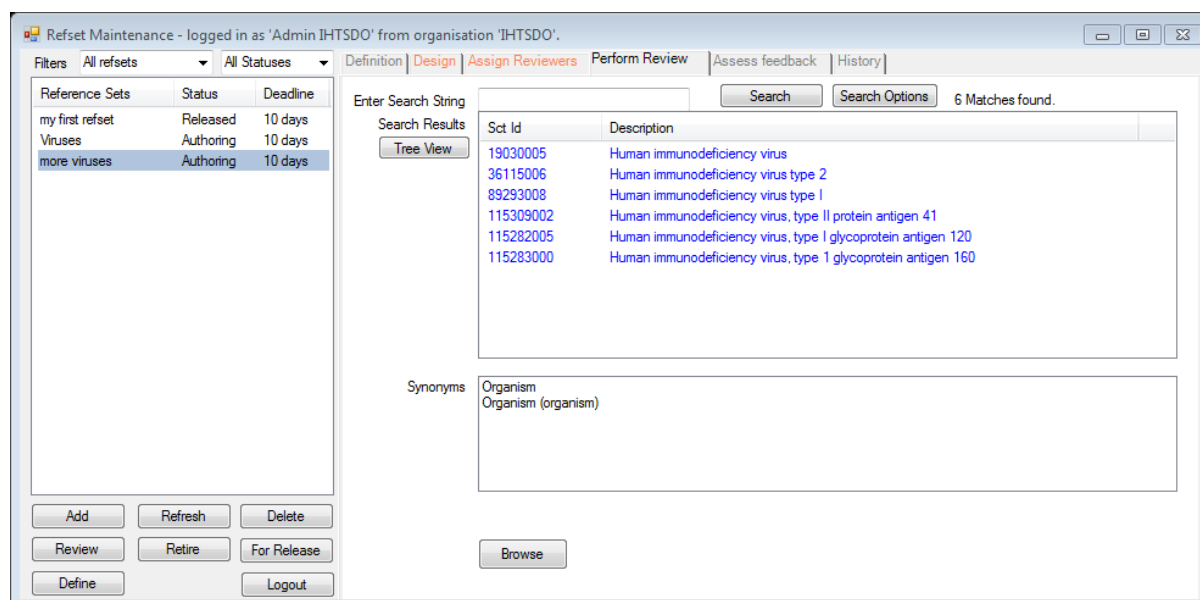 Refset Maintenance - logged in as 'Admin IHTSDO' from organisation 'IHTSDO'.
Filters All refsets All Statuses
Definition Design Assign Reviewers Perform Review Assess feedback History
Reference Sets Status Deadline
my first refset Released 10 days
Viruses Authoring 10 days
more viruses Authoring 10 days
Enter Search String Search Search Options 6 Matches found.
Search Results
Tree View
Sct Id Description
19030005 Human immunodeficiency virus
36115006 Human immunodeficiency virus type 2
89293008 Human immunodeficiency virus type I
115309002 Human immunodeficiency virus, type II protein antigen 41
115282005 Human immunodeficiency virus, type I glycoprotein antigen 120
115283000 Human immunodeficiency virus, type 1 glycoprotein antigen 160
Synonyms
Organism
Organism (organism)
Add Refresh Delete
Review Retire For Release
Define Logout
Browse